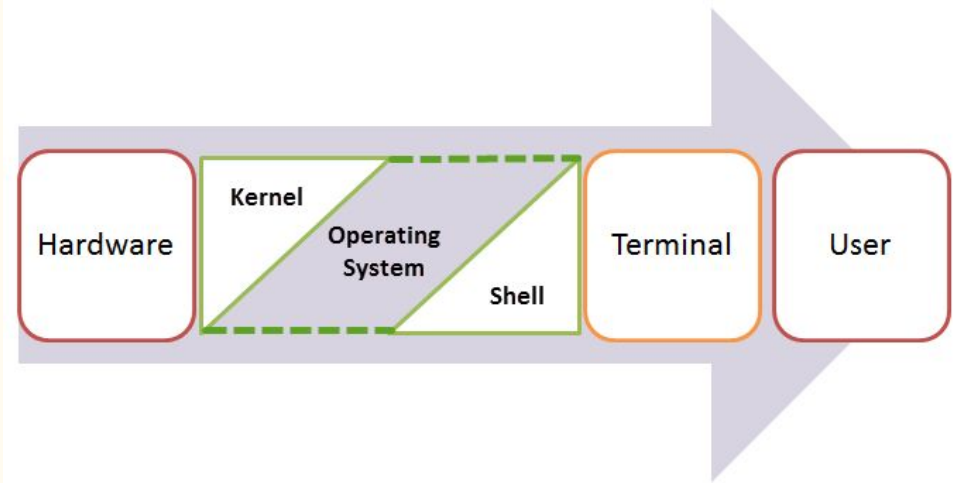 Hardware
Kernel
Operating
System
Shell
Terminal
User